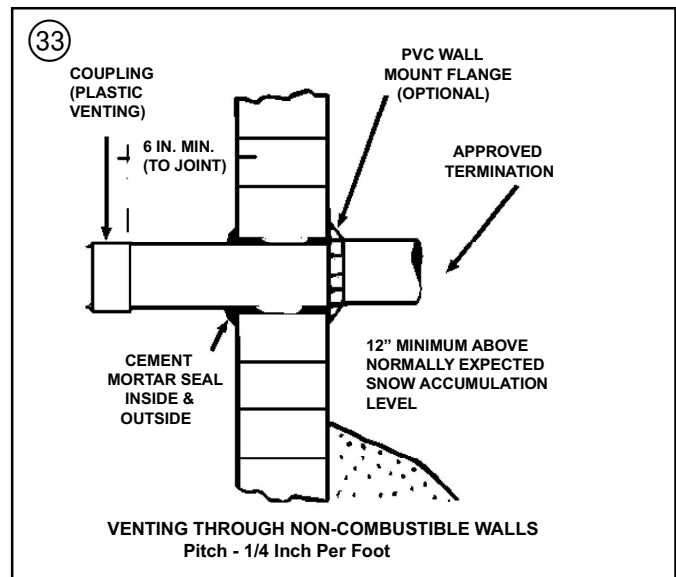 33
COUPLING
(PLASTIC
VENTING)
6 IN. MIN.
(TO JOINT)
PVC WALL
MOUNT FLANGE
(OPTIONAL)
APPROVED
TERMINATION
CEMENT
MORTAR SEAL
INSIDE &
OUTSIDE
12” MINIMUM ABOVE
NORMALLY EXPECTED
SNOW ACCUMULATION
LEVEL
VENTING THROUGH NON-COMBUSTIBLE WALLS
Pitch - 1/4 Inch Per Foot